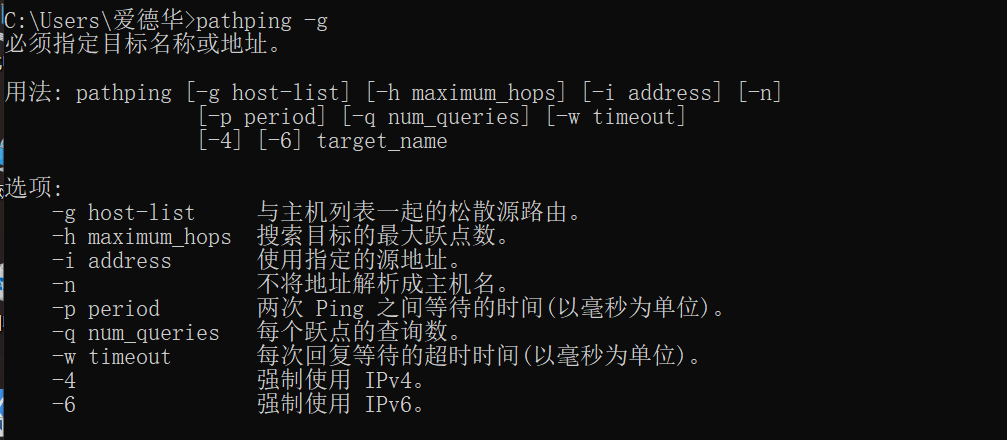 C:\Users\爱德华>pathping -g
必须指定目标名称或地址。
用法: pathping [-g host-list] [-h maximum_hops] [-i address] [-n]
[-p period] [-q num_queries] [-w timeout]
[-4] [-6] target_name
选项:
-g host-list 与主机列表一起的松散源路由。
-h maximum_hops 搜索目标的最大跃点数。
-i address 使用指定的源地址。
-n 不将地址解析成主机名。
-p period 两次 Ping 之间等待的时间(以毫秒为单位)。
-q num_queries 每个跃点的查询数。
-w timeout 每次回复等待的超时时间(以毫秒为单位)。
-4 强制使用 IPv4。
-6 强制使用 IPv6。